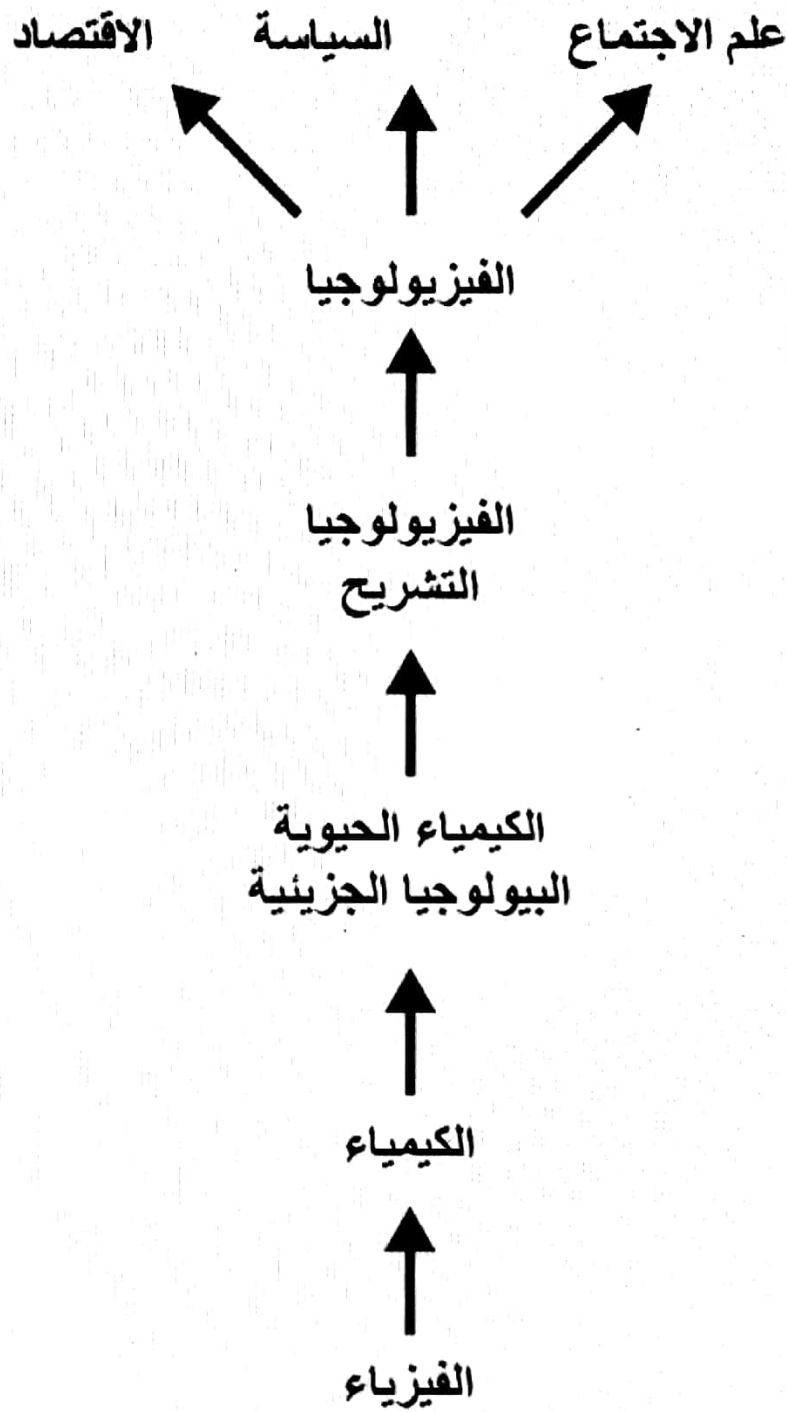 علم الاجتماع السياسة الاقتصاد
الفيزيولوجيا
الفيزيولوجيا
التشريح
الكيمياء الحيوية
البيولوجيا الجزيئية
الكيمياء
الفيزياء